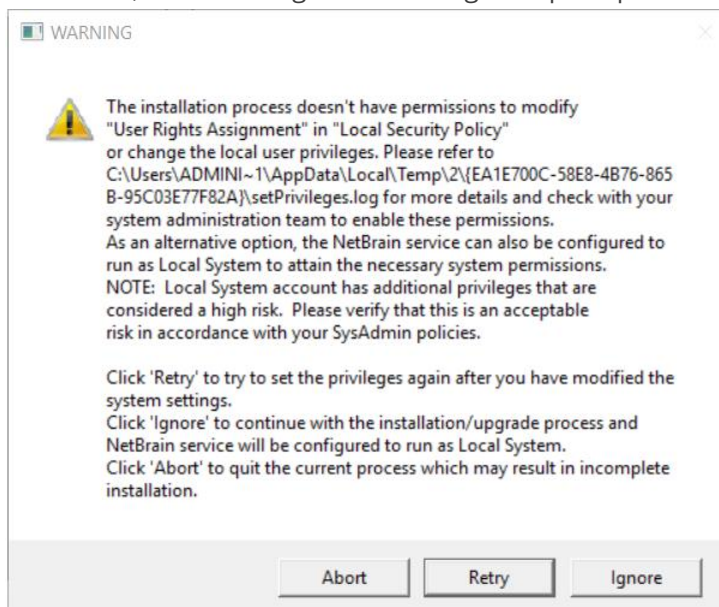 WARNING
The installation process doesn't have permissions to modify
"User Rights Assignment" in "Local Security Policy"
or change the local user privileges. Please refer to
C:\Users\ADMINI~1\AppData\Local\Temp\2\{EA1E700C-58E8-4B76-865
B-95C03E77F82A}\setPrivileges.log for more details and check with your
system administration team to enable these permissions.
As an alternative option, the NetBrain service can also be configured to
run as Local System to attain the necessary system permissions.
NOTE:  Local System account has additional privileges that are
considered a high risk.  Please verify that this is an acceptable
risk in accordance with your SysAdmin policies.
Click 'Retry' to try to set the privileges again after you have modified the
system settings.
Click 'Ignore' to continue with the installation/upgrade process and
NetBrain service will be configured to run as Local System.
Click 'Abort' to quit the current process which may result in incomplete
installation.
Abort Retry Ignore